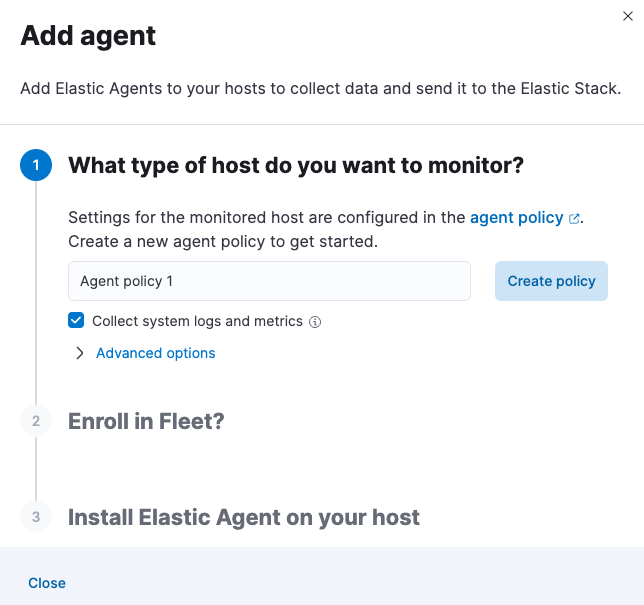 Add agent
Add Elastic Agents to your hosts to collect data and send it to the Elastic Stack.
1
What type of host do you want to monitor?
Settings for the monitored host are configured in the agent policy.
Create a new agent policy to get started.
Agent policy 1
Create policy
Collect system logs and metrics
Advanced options
2
Enroll in Fleet?
3
Install Elastic Agent on your host
Close